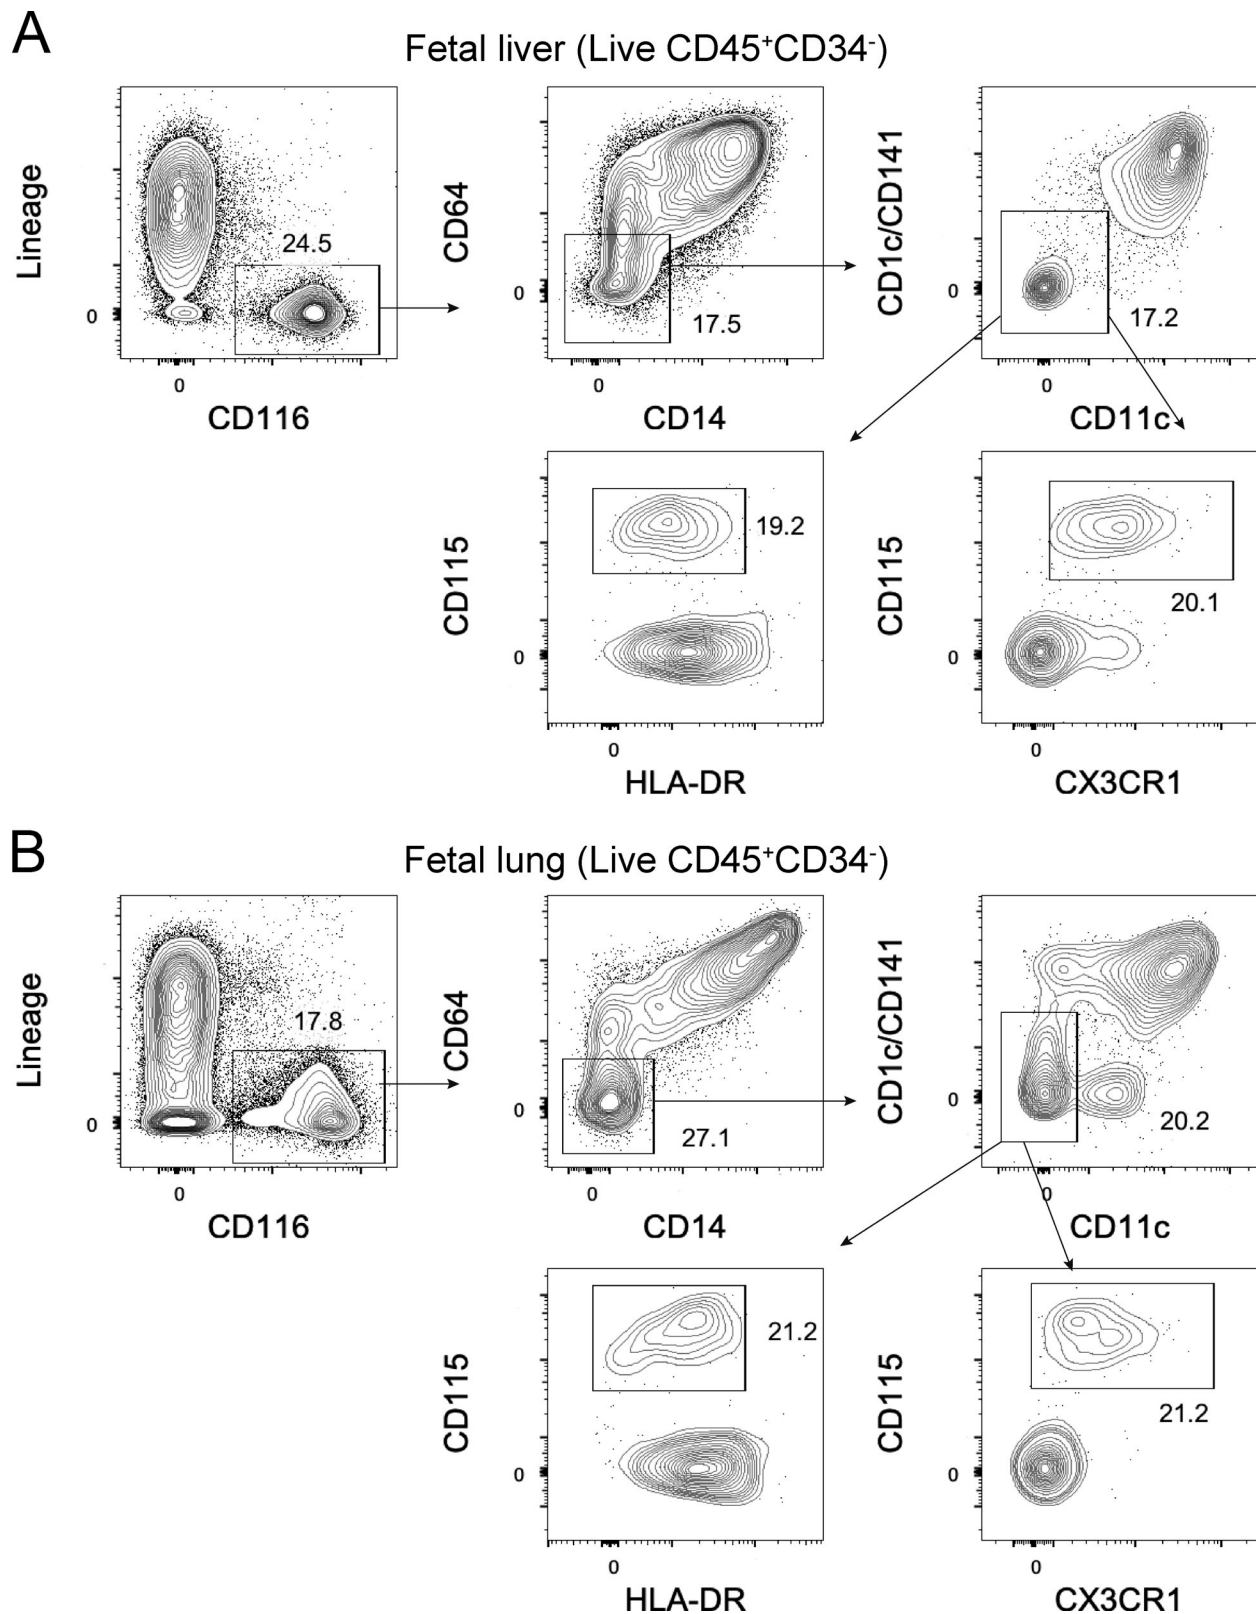 A
Fetal liver (Live CD45⁺CD34⁻)
Lineage
24.5
0
0
CD116
CD64
17.5
0
0
CD14
CD1c/CD141
17.2
0
0
CD11c
CD115
19.2
0
0
HLA-DR
CD115
20.1
0
0
CX3CR1
B
Fetal lung (Live CD45⁺CD34⁻)
Lineage
17.8
0
0
CD116
CD64
27.1
0
0
CD14
CD1c/CD141
20.2
0
0
CD11c
CD115
21.2
0
0
HLA-DR
CD115
21.2
0
0
CX3CR1